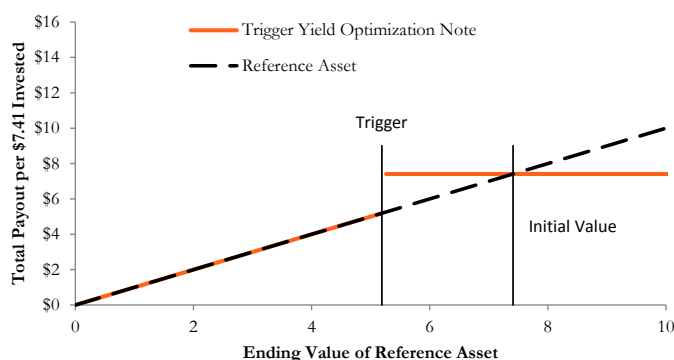 $16
$14
$12
$10
$8
$6
$4
$2
$0
Total Payout per $7.41 Invested
Trigger Yield Optimization Note
Reference Asset
Trigger
Initial Value
0
2
4
6
8
10
Ending Value of Reference Asset